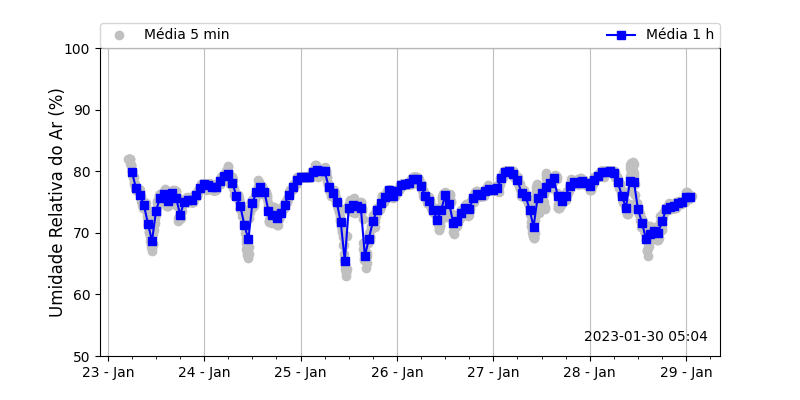 Média 5 min
Média 1 h
Umidade Relativa do Ar (%)
100
90
80
70
60
50
2023-01-30 05:04
23 - Jan
24 - Jan
25 - Jan
26 - Jan
27 - Jan
28 - Jan
29 - Jan